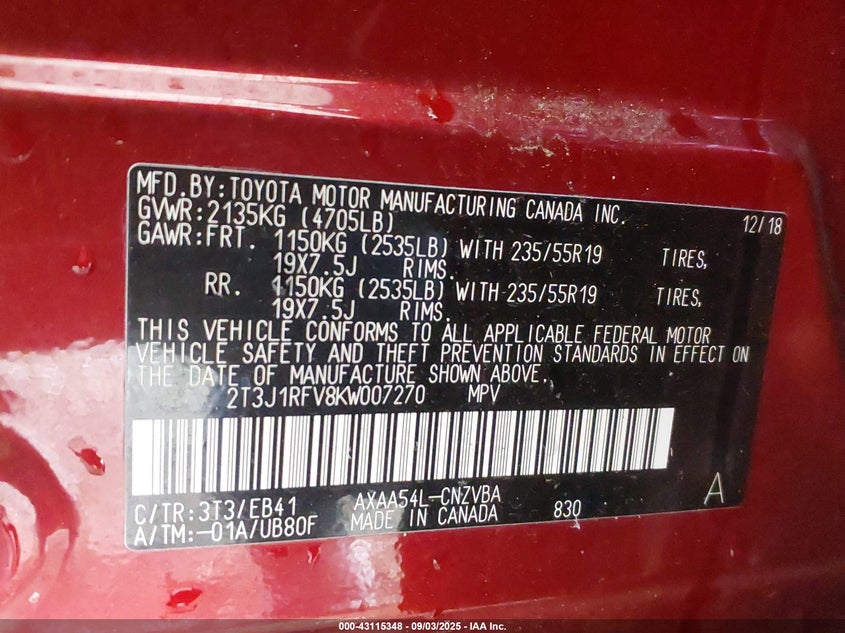 MFD.BY:TOYOTA MOTOR MANUFACTURING CANADA INC. 12/18
GVWR:2135KG (4705LB)
GAWR:FRT. 1150KG (2535LB) WITH 235/55R19 TIRES,
19X7.5J RIMS.
RR. 1150KG (2535LB) WITH 235/55R19 TIRES,
19X7.5J RIMS.
THIS VEHICLE CONFORMS TO ALL APPLICABLE FEDERAL MOTOR
VEHICLE SAFETY AND THEFT PREVENTION STANDARDS IN EFFECT ON
THE DATE OF MANUFACTURE SHOWN ABOVE.
2T3J1RFV8KW007270 MPV
C/TR:3T3/EB41 AXAA54L-CNZVBA A
A/TM:-01A/UB80F MADE IN CANADA 830
000-43115348 - 09/03/2025 - IAA Inc.